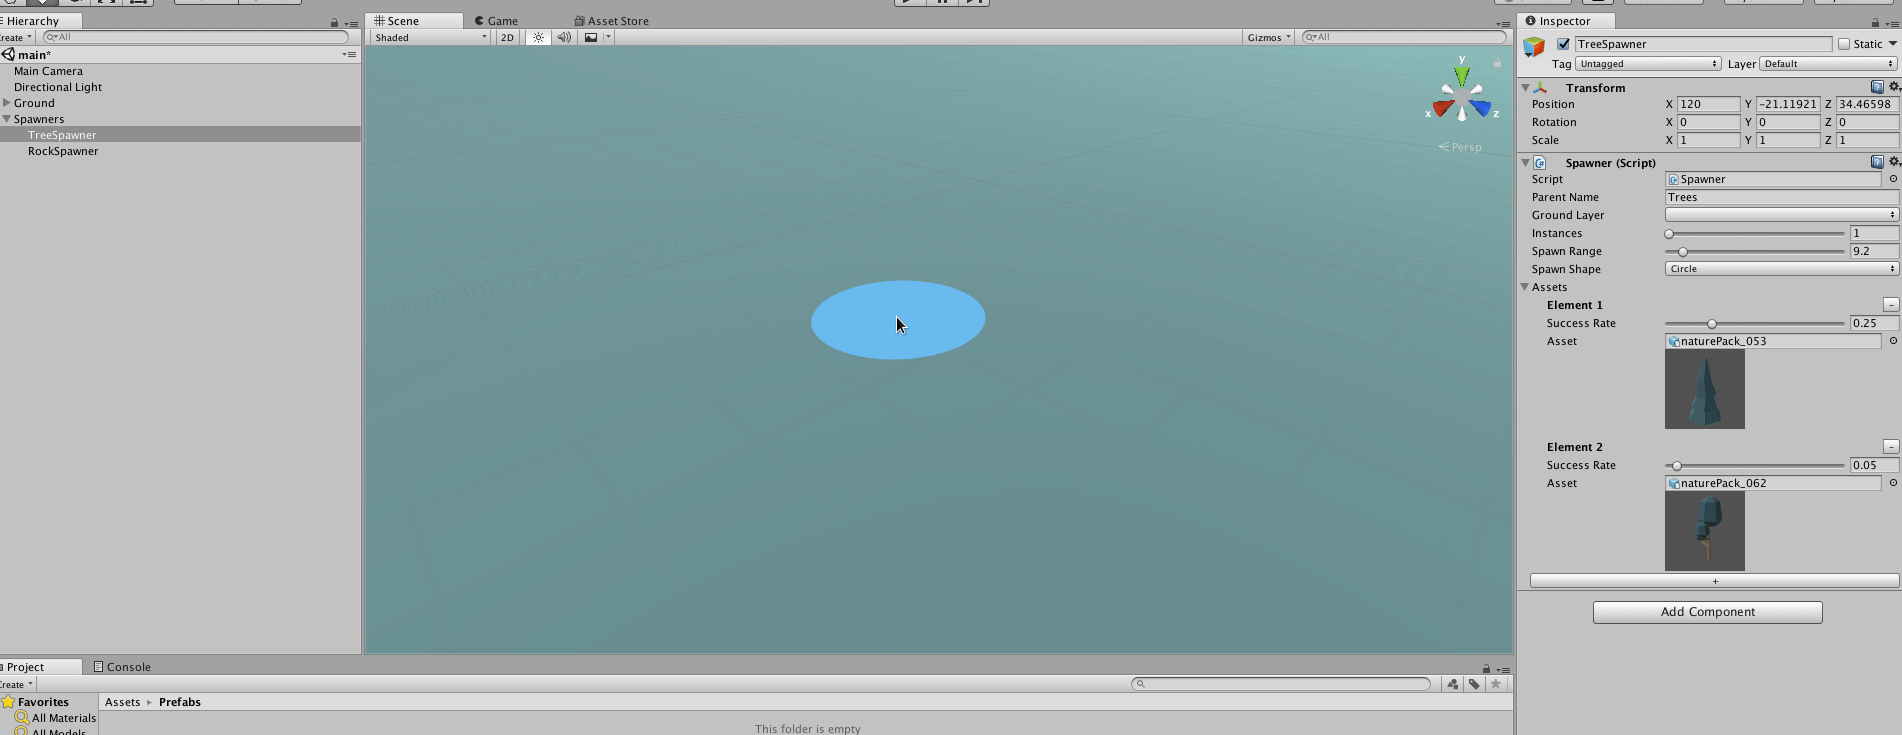 Hierarchy
Create
All
main*
Main Camera
Directional Light
Ground
Spawners
TreeSpawner
RockSpawner
Scene Game Asset Store
Shaded 2D Gizmos All
y
x z
Persp
Inspector
TreeSpawner Static
Tag Untagged Layer Default
Transform
Position X 120 Y -21.11921 Z 34.46598
Rotation X 0 Y 0 Z 0
Scale X 1 Y 1 Z 1
Spawner (Script)
Script Spawner
Parent Name Trees
Ground Layer
Instances 1
Spawn Range 9.2
Spawn Shape Circle
Assets
Element 1
Success Rate 0.25
Asset naturePack_053
Element 2
Success Rate 0.05
Asset naturePack_062
+
Add Component
Project Console
Create
Favorites
All Materials
All Models
Assets ▸ Prefabs
This folder is empty